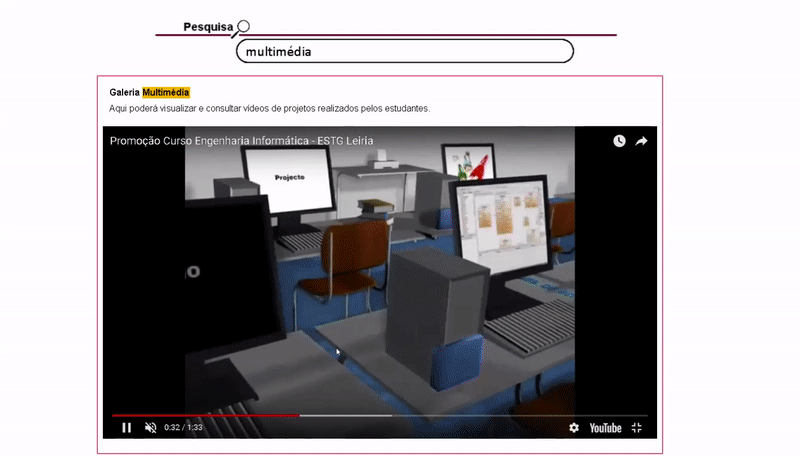 Pesquisa
multimédia
Galeria Multimédia
Aqui poderá visualizar e consultar vídeos de projetos realizados pelos estudantes.
Promoção Curso Engenharia Informática - ESTG Leiria
Projecto
0:32 / 1:33
YouTube